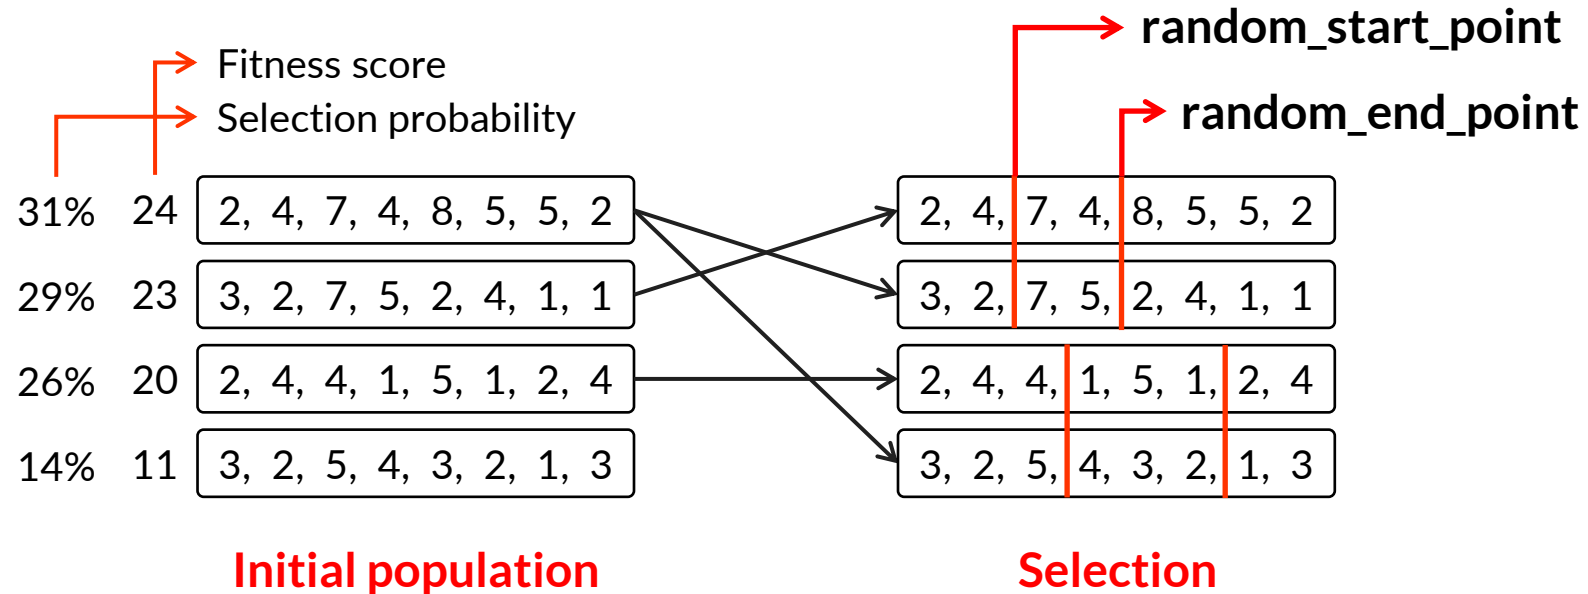 random_start_point
Fitness score
random_end_point
Selection probability
31% 24 2, 4, 7, 4, 8, 5, 5, 2 2, 4, 7, 4, 8, 5, 5, 2
29% 23 3, 2, 7, 5, 2, 4, 1, 1 3, 2, 7, 5, 2, 4, 1, 1
26% 20 2, 4, 4, 1, 5, 1, 2, 4 2, 4, 4, 1, 5, 1, 2, 4
14% 11 3, 2, 5, 4, 3, 2, 1, 3 3, 2, 5, 4, 3, 2, 1, 3
Initial population Selection